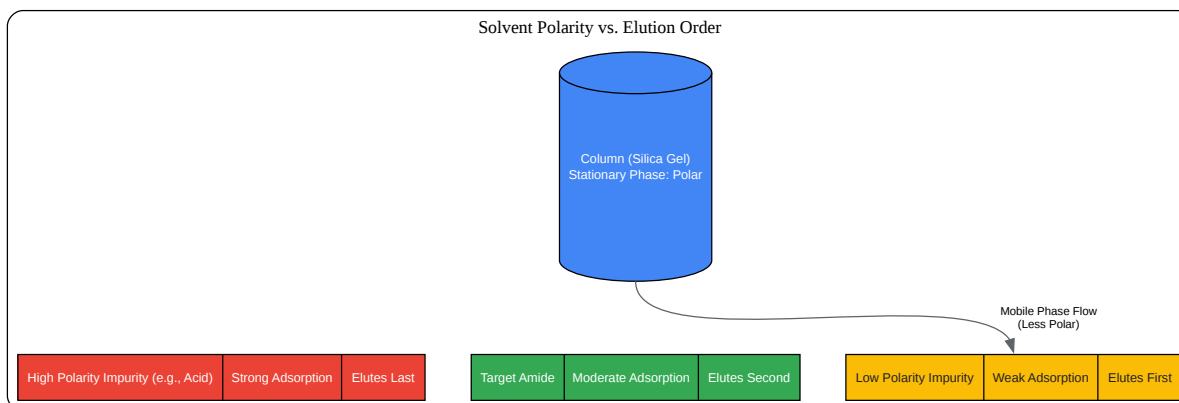 Solvent Polarity vs. Elution Order
Column (Silica Gel)
Stationary Phase: Polar
Mobile Phase Flow
(Less Polar)
High Polarity Impurity (e.g., Acid)
Strong Adsorption
Elutes Last
Target Amide
Moderate Adsorption
Elutes Second
Low Polarity Impurity
Weak Adsorption
Elutes First